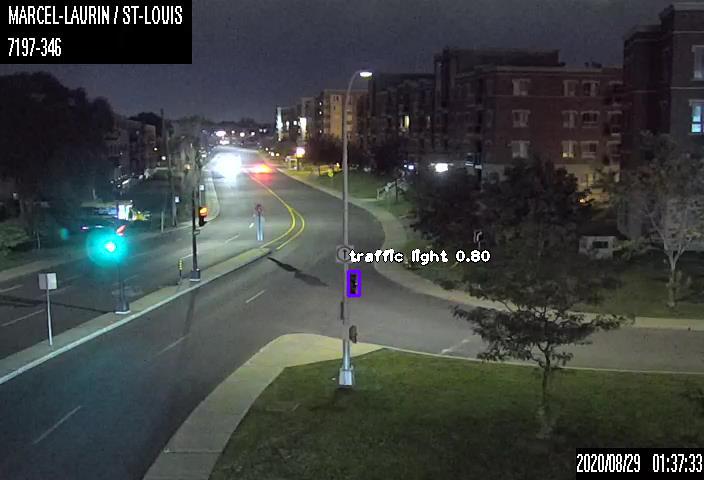 MARCEL-LAURIN / ST-LOUIS
7197-346
traffic light 0.80
2020/08/29 01:37:33